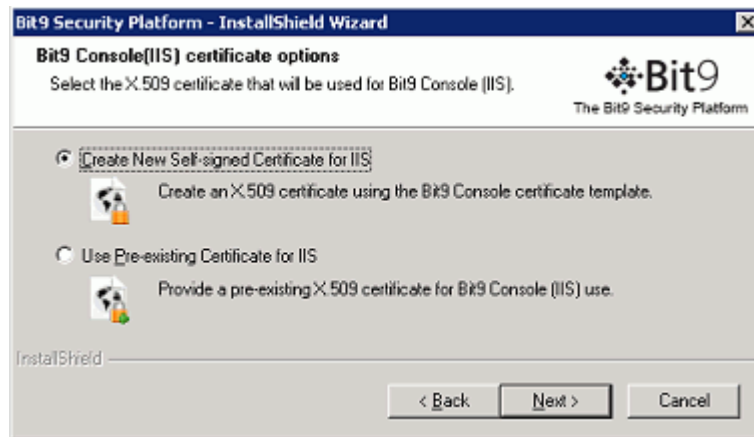 Bit9 Security Platform - InstallShield Wizard
Bit9 Console(IIS) certificate options
Select the X.509 certificate that will be used for Bit9 Console (IIS).
Bit9
The Bit9 Security Platform
Create New Self-signed Certificate for IIS
Create an X.509 certificate using the Bit9 Console certificate template.
Use Pre-existing Certificate for IIS
Provide a pre-existing X.509 certificate for Bit9 Console (IIS) use.
InstallShield
< Back
Next >
Cancel